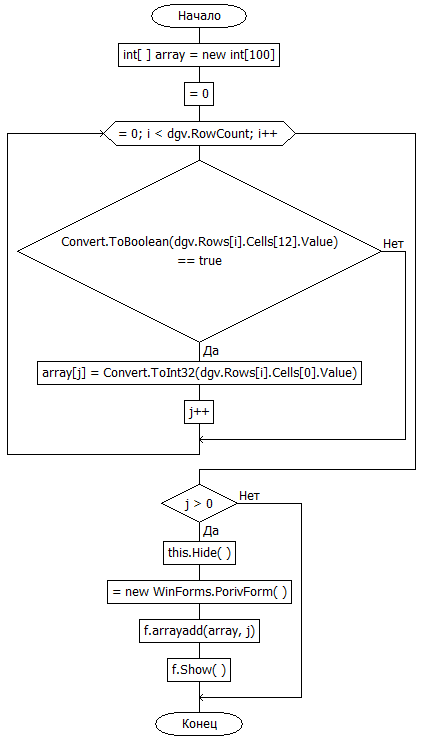 Начало
int[ ] array = new int[100]
= 0
= 0; i < dgv.RowCount; i++
Convert.ToBoolean(dgv.Rows[i].Cells[12].Value)
== true
Нет
Да
array[j] = Convert.ToInt32(dgv.Rows[i].Cells[0].Value)
j++
j > 0
Нет
Да
this.Hide( )
= new WinForms.PorivForm( )
f.arrayadd(array, j)
f.Show( )
Конец